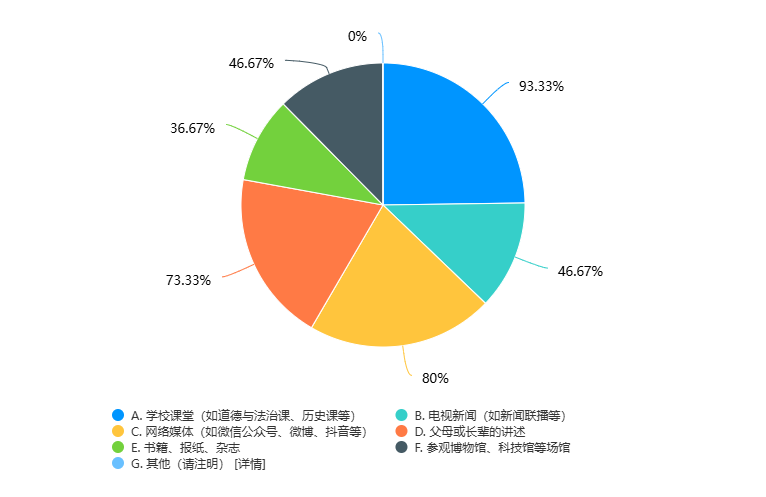 0%
46.67%
93.33%
36.67%
46.67%
73.33%
80%
A. 学校课堂（如道德与法治课、历史课等）
B. 电视新闻（如新闻联播等）
C. 网络媒体（如微信公众号、微博、抖音等）
D. 父母或长辈的讲述
E. 书籍、报纸、杂志
F. 参观博物馆、科技馆等场馆
G. 其他（请注明） [详情]